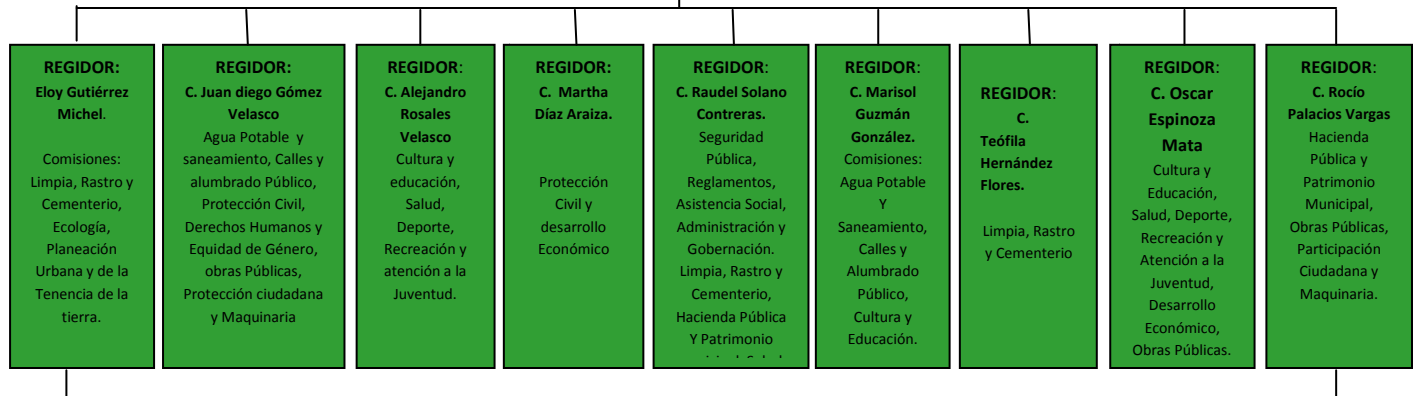 REGIDOR:
Eloy Gutiérrez
Michel.
Comisiones:
Limpia, Rastro y
Cementerio,
Ecología,
Planeación
Urbana y de la
Tenencia de la
tierra.
REGIDOR:
C. Juan diego Gómez
Velasco
Agua Potable y
saneamiento, Calles y
alumbrado Público,
Protección Civil,
Derechos Humanos y
Equidad de Género,
obras Públicas,
Protección ciudadana
y Maquinaria
REGIDOR:
C. Alejandro
Rosales
Velasco
Cultura y
educación,
Salud,
Deporte,
Recreación y
atención a la
Juventud.
REGIDOR:
C. Martha
Díaz Araiza.
Protección
Civil y
desarrollo
Económico
REGIDOR:
C. Raudel Solano
Contreras.
Seguridad
Pública,
Reglamentos,
Asistencia Social,
Administración y
Gobernación.
Limpia, Rastro y
Cementerio,
Hacienda Pública
Y Patrimonio
REGIDOR:
C. Marisol
Guzmán
González.
Comisiones:
Agua Potable
Y
Saneamiento,
Calles y
Alumbrado
Público,
Cultura y
Educación.
REGIDOR:
C.
Teófila
Hernández
Flores.
Limpia, Rastro
y Cementerio
REGIDOR:
C. Oscar
Espinoza
Mata
Cultura y
Educación,
Salud, Deporte,
Recreación y
Atención a la
Juventud,
Desarrollo
Económico,
Obras Públicas.
REGIDOR:
C. Rocío
Palacios Vargas
Hacienda
Pública y
Patrimonio
Municipal,
Obras Públicas,
Participación
Ciudadana y
Maquinaria.